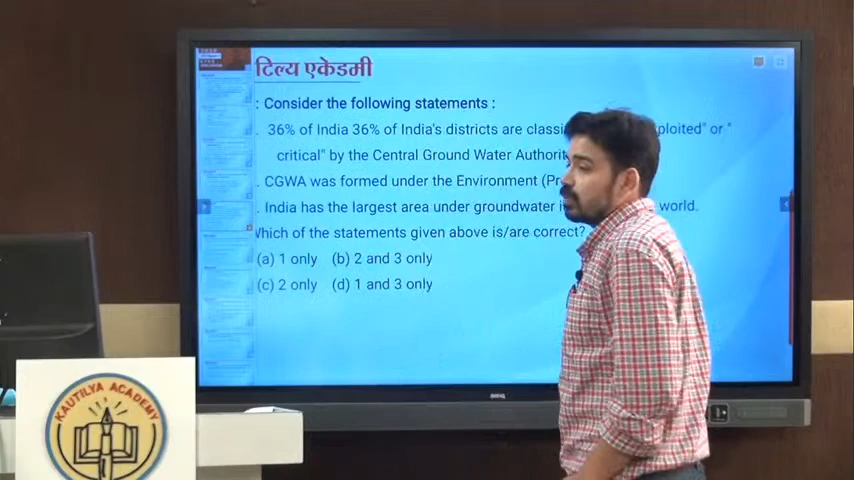 टिल्य एकेडमी
: Consider the following statements :
. 36% of India 36% of India's districts are classi xploited" or "
critical" by the Central Ground Water Authorit
. CGWA was formed under the Environment (Pr
. India has the largest area under groundwater i world.
Which of the statements given above is/are correct?
(a) 1 only (b) 2 and 3 only
(c) 2 only (d) 1 and 3 only
BenQ
KAUTILYA ACADEMY